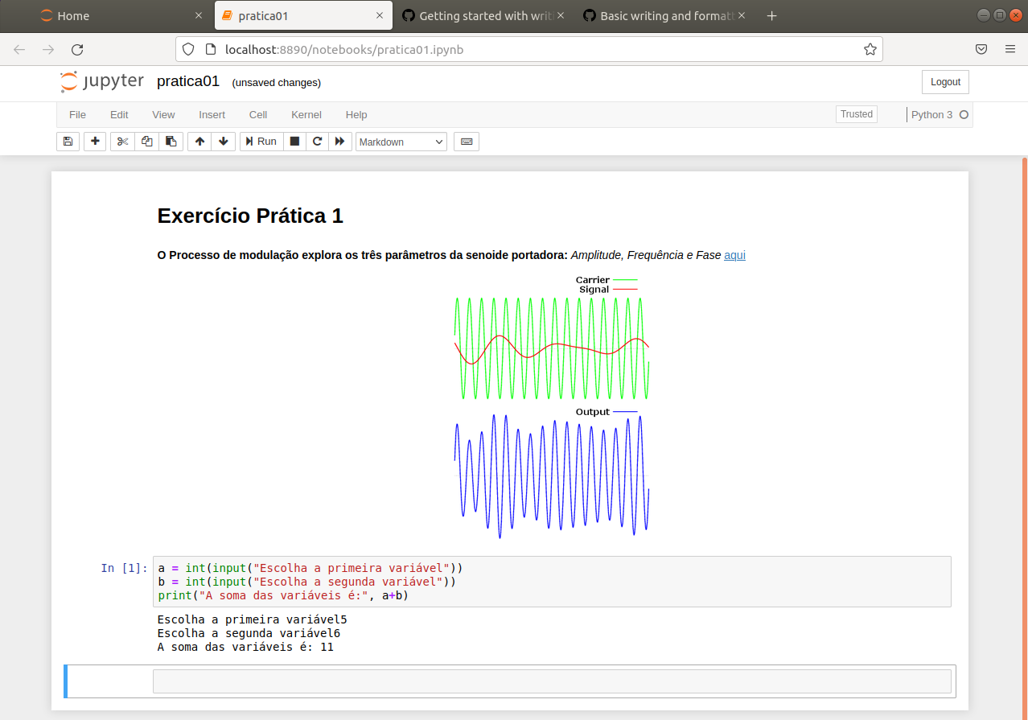 Home
pratica01
Getting started with writ
Basic writing and formatt
localhost:8890/notebooks/pratica01.ipynb
jupyter pratica01 (unsaved changes)
Logout
File Edit View Insert Cell Kernel Help
Trusted
Python 3
Run
Markdown
Exercício Prática 1
O Processo de modulação explora os três parâmetros da senoide portadora: Amplitude, Frequência e Fase aqui
Carrier
Signal
Output
In [1]: a = int(input("Escolha a primeira variável"))
b = int(input("Escolha a segunda variável"))
print("A soma das variáveis é:", a+b)
Escolha a primeira variável5
Escolha a segunda variável6
A soma das variáveis é: 11